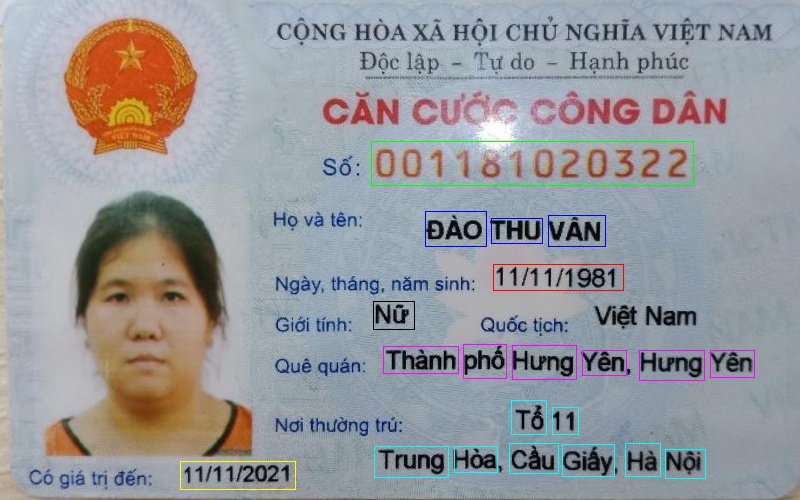 CỘNG HÒA XÃ HỘI CHỦ NGHĨA VIỆT NAM
Độc lập - Tự do - Hạnh phúc
CĂN CƯỚC CÔNG DÂN
Số: 001181020322
Họ và tên: ĐÀO THU VÂN
Ngày, tháng, năm sinh: 11/11/1981
Giới tính: Nữ Quốc tịch: Việt Nam
Quê quán: Thành phố Hưng Yên, Hưng Yên
Nơi thường trú: Tổ 11
Trung Hòa, Cầu Giấy, Hà Nội
Có giá trị đến: 11/11/2021